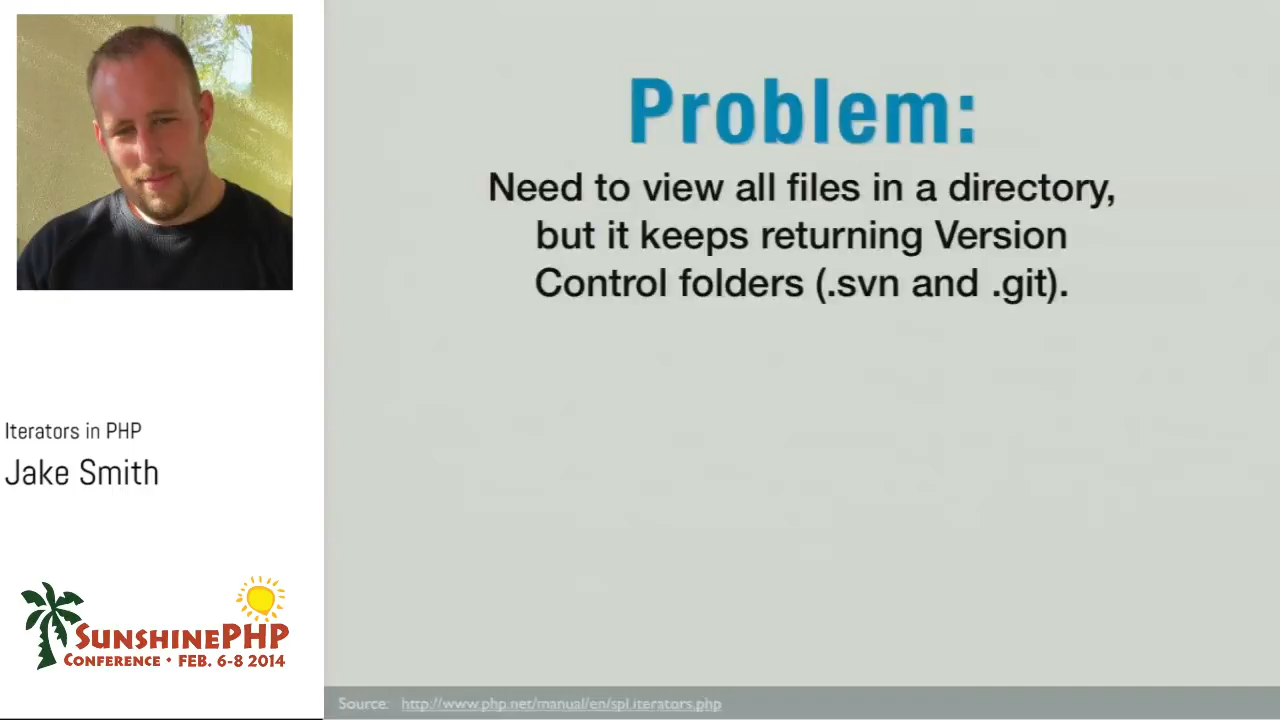 Problem:
Need to view all files in a directory,
but it keeps returning Version
Control folders (.svn and .git).
Iterators in PHP
Jake Smith
SUNSHINEPHP
CONFERENCE • FEB. 6-8 2014
Source: http://www.php.net/manual/en/spl.iterators.php